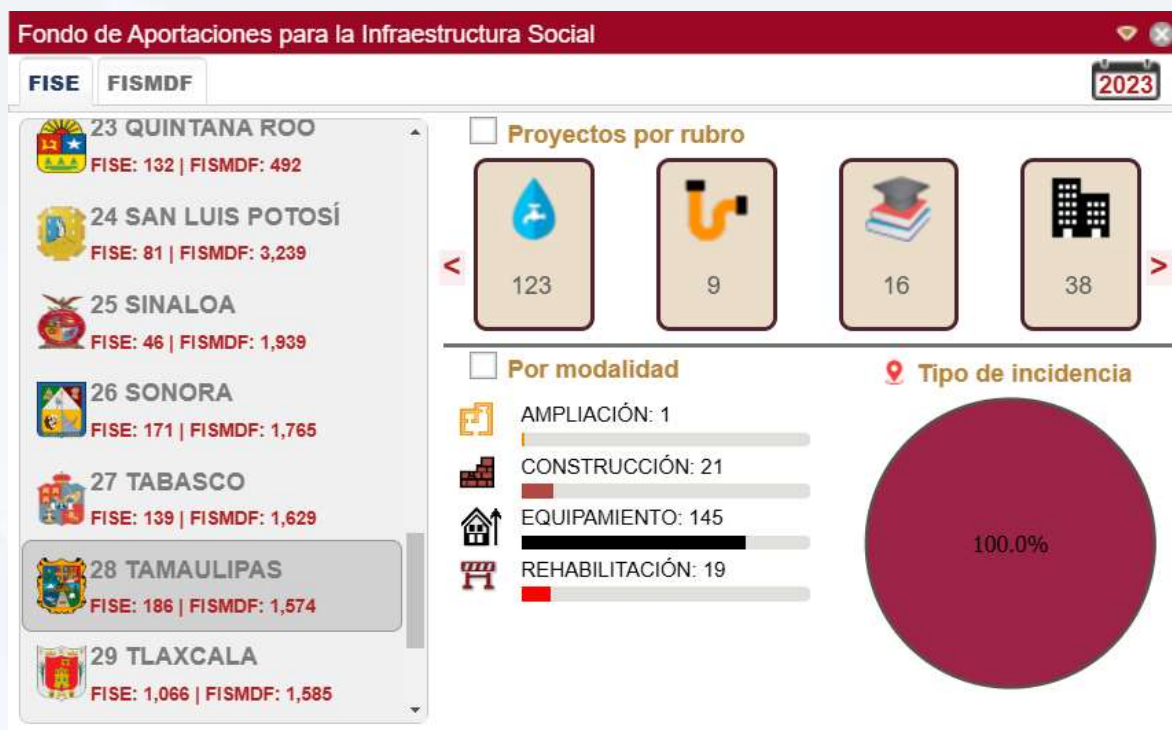 Fondo de Aportaciones para la Infraestructura Social
FISE FISMDF
2023
23 QUINTANA ROO
FISE: 132 | FISMDF: 492
24 SAN LUIS POTOSÍ
FISE: 81 | FISMDF: 3,239
25 SINALOA
FISE: 46 | FISMDF: 1,939
26 SONORA
FISE: 171 | FISMDF: 1,765
27 TABASCO
FISE: 139 | FISMDF: 1,629
28 TAMAULIPAS
FISE: 186 | FISMDF: 1,574
29 TLAXCALA
FISE: 1,066 | FISMDF: 1,585
Proyectos por rubro
< 123 9 16 38 >
Por modalidad
AMPLIACIÓN: 1
CONSTRUCCIÓN: 21
EQUIPAMIENTO: 145
REHABILITACIÓN: 19
Tipo de incidencia
100.0%